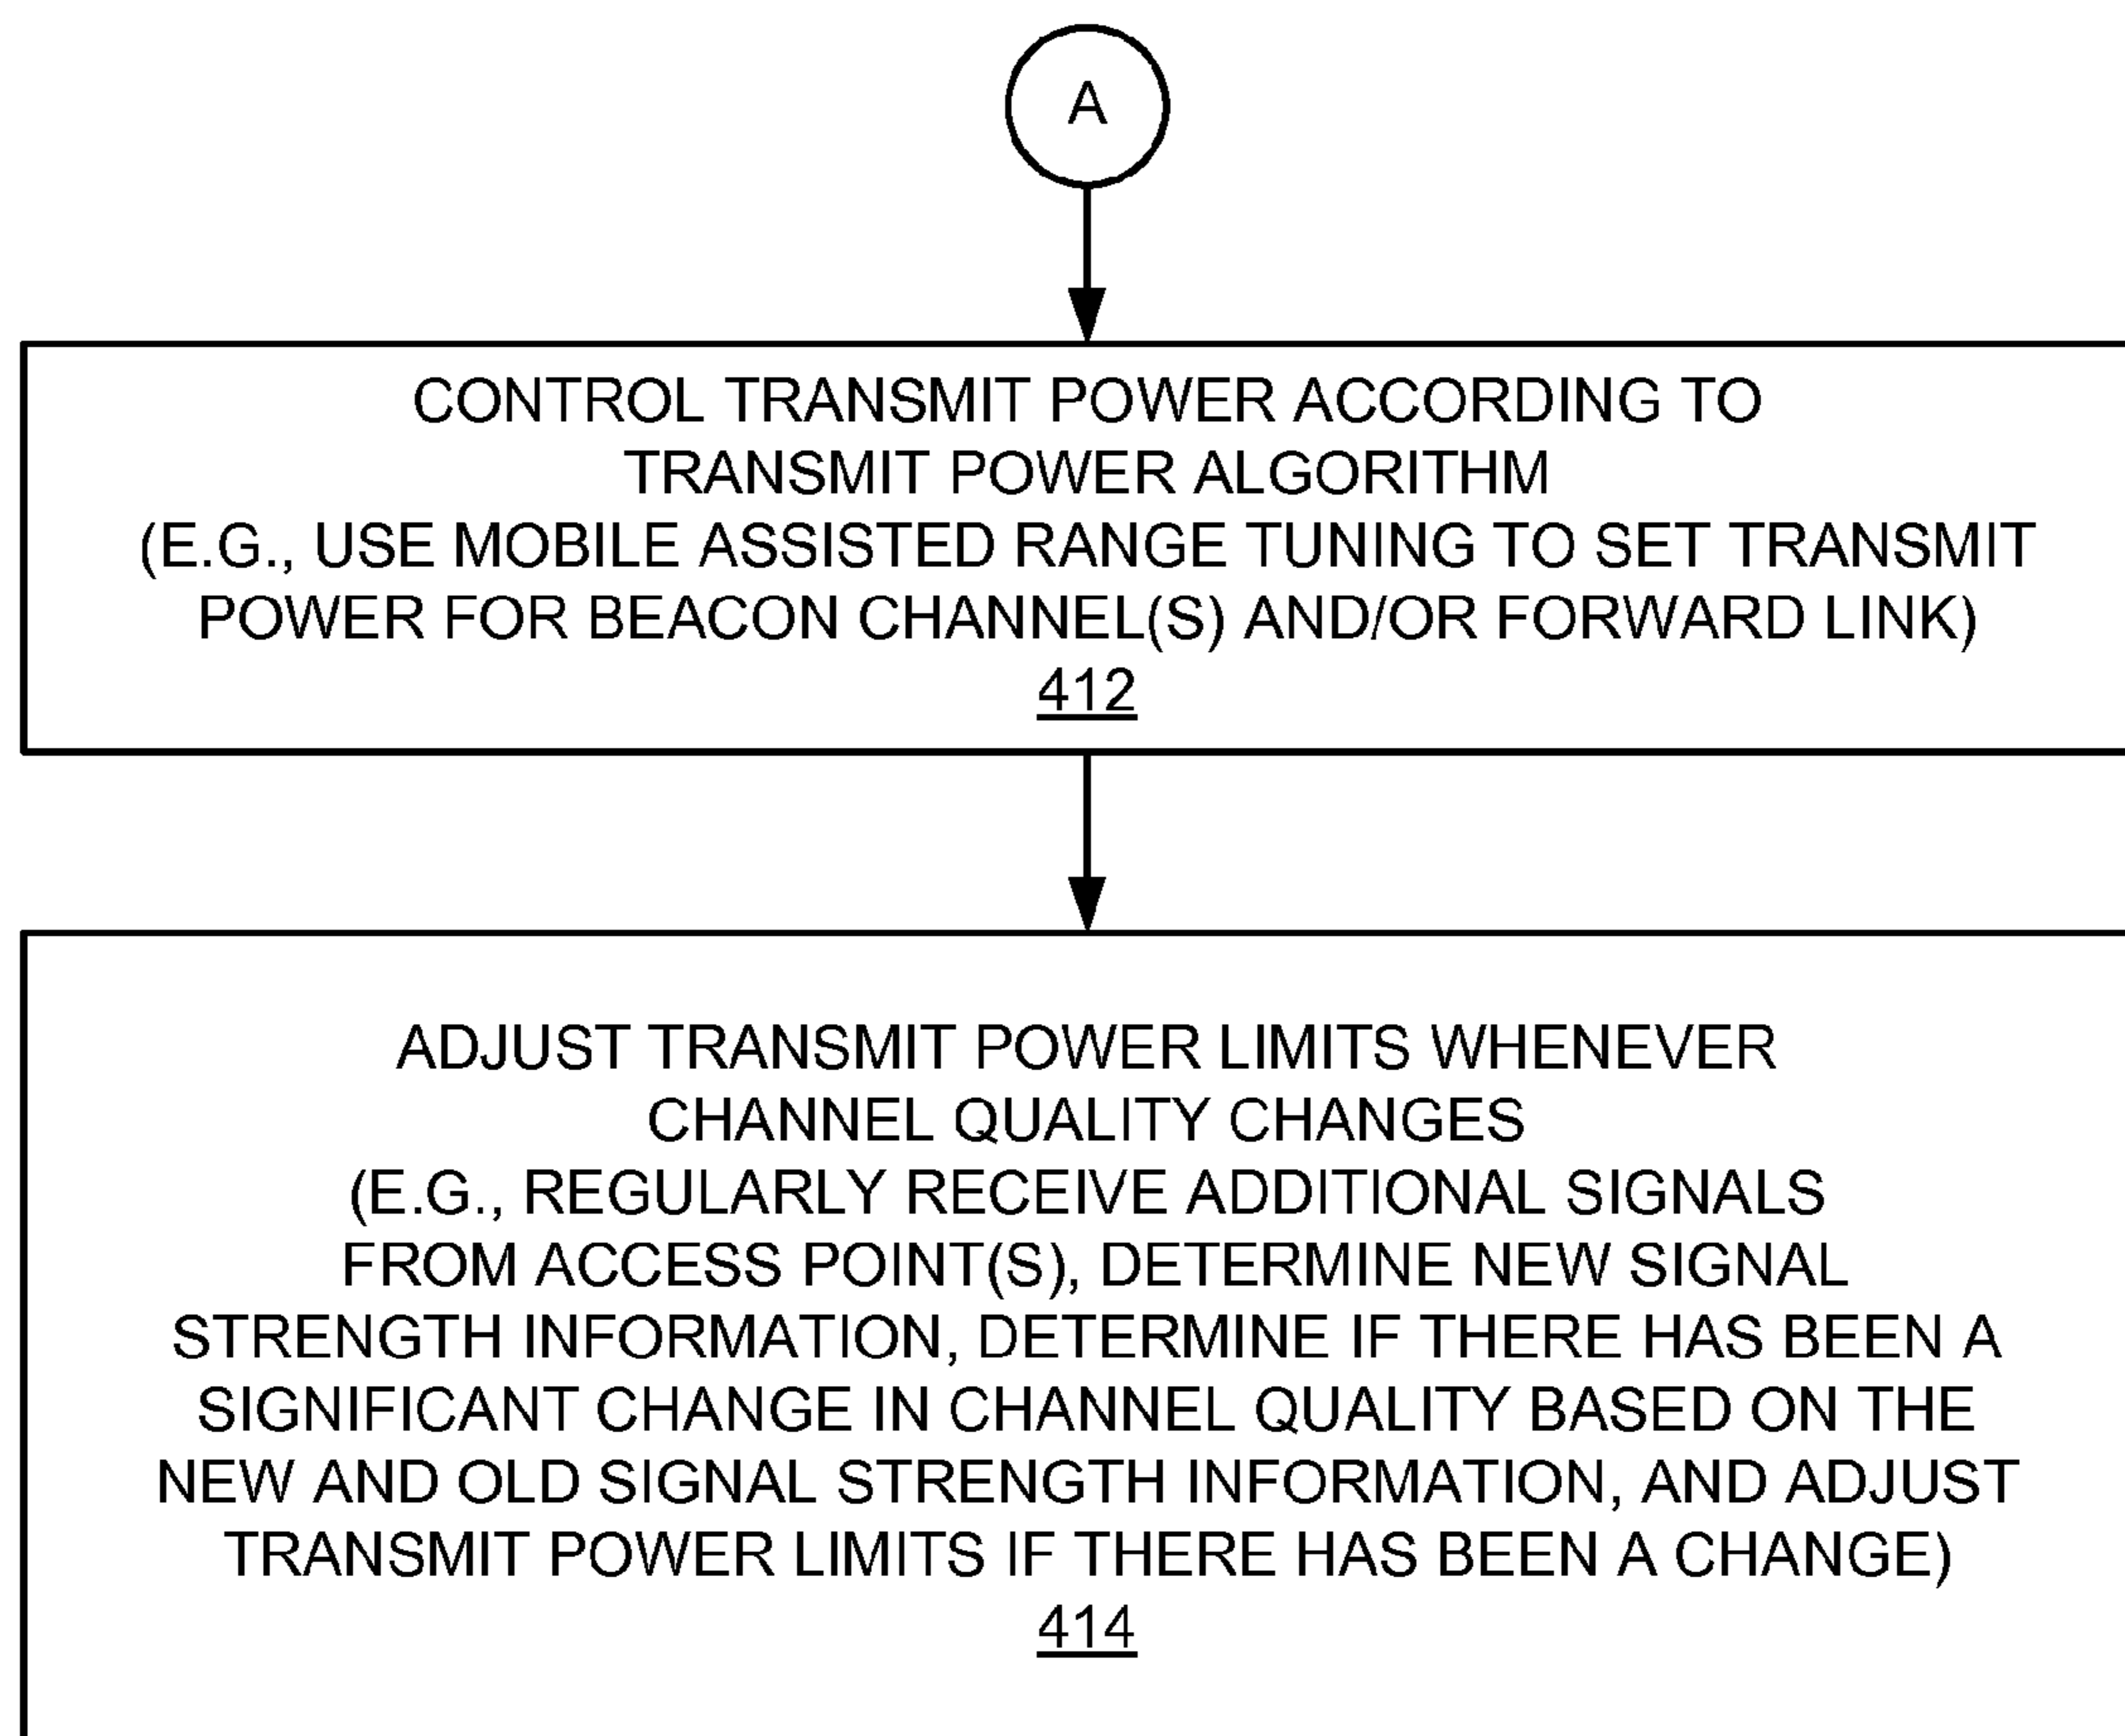 A
CONTROL TRANSMIT POWER ACCORDING TO
TRANSMIT POWER ALGORITHM
(E.G., USE MOBILE ASSISTED RANGE TUNING TO SET TRANSMIT
POWER FOR BEACON CHANNEL(S) AND/OR FORWARD LINK)
412
ADJUST TRANSMIT POWER LIMITS WHENEVER
CHANNEL QUALITY CHANGES
(E.G., REGULARLY RECEIVE ADDITIONAL SIGNALS
FROM ACCESS POINT(S), DETERMINE NEW SIGNAL
STRENGTH INFORMATION, DETERMINE IF THERE HAS BEEN A
SIGNIFICANT CHANGE IN CHANNEL QUALITY BASED ON THE
NEW AND OLD SIGNAL STRENGTH INFORMATION, AND ADJUST
TRANSMIT POWER LIMITS IF THERE HAS BEEN A CHANGE)
414